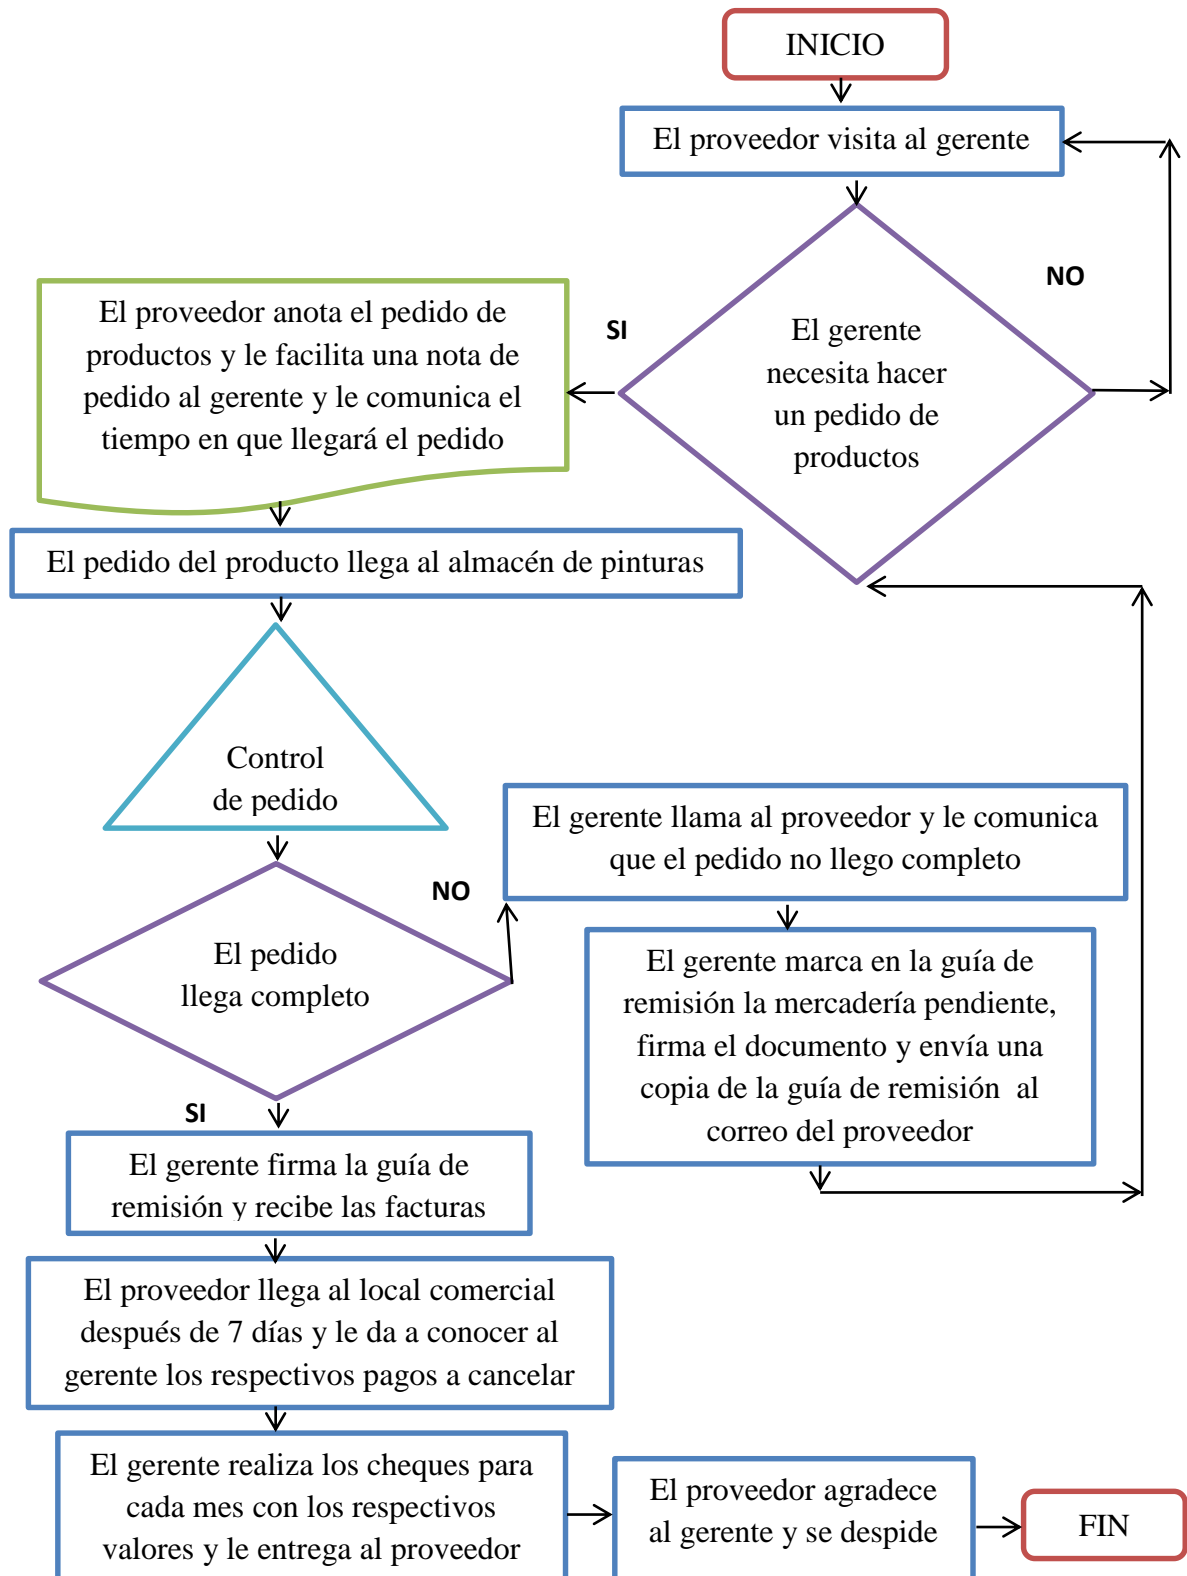 INICIO
El proveedor visita al gerente
NO
SI
El gerente
necesita hacer
un pedido de
productos
El proveedor anota el pedido de
productos y le facilita una nota de
pedido al gerente y le comunica el
tiempo en que llegará el pedido
El pedido del producto llega al almacén de pinturas
Control
de pedido
El gerente llama al proveedor y le comunica
que el pedido no llego completo
NO
El pedido
llega completo
El gerente marca en la guía de
remisión la mercadería pendiente,
firma el documento y envía una
copia de la guía de remisión al
correo del proveedor
SI
El gerente firma la guía de
remisión y recibe las facturas
El proveedor llega al local comercial
después de 7 días y le da a conocer al
gerente los respectivos pagos a cancelar
El gerente realiza los cheques para
cada mes con los respectivos
valores y le entrega al proveedor
El proveedor agradece
al gerente y se despide
FIN